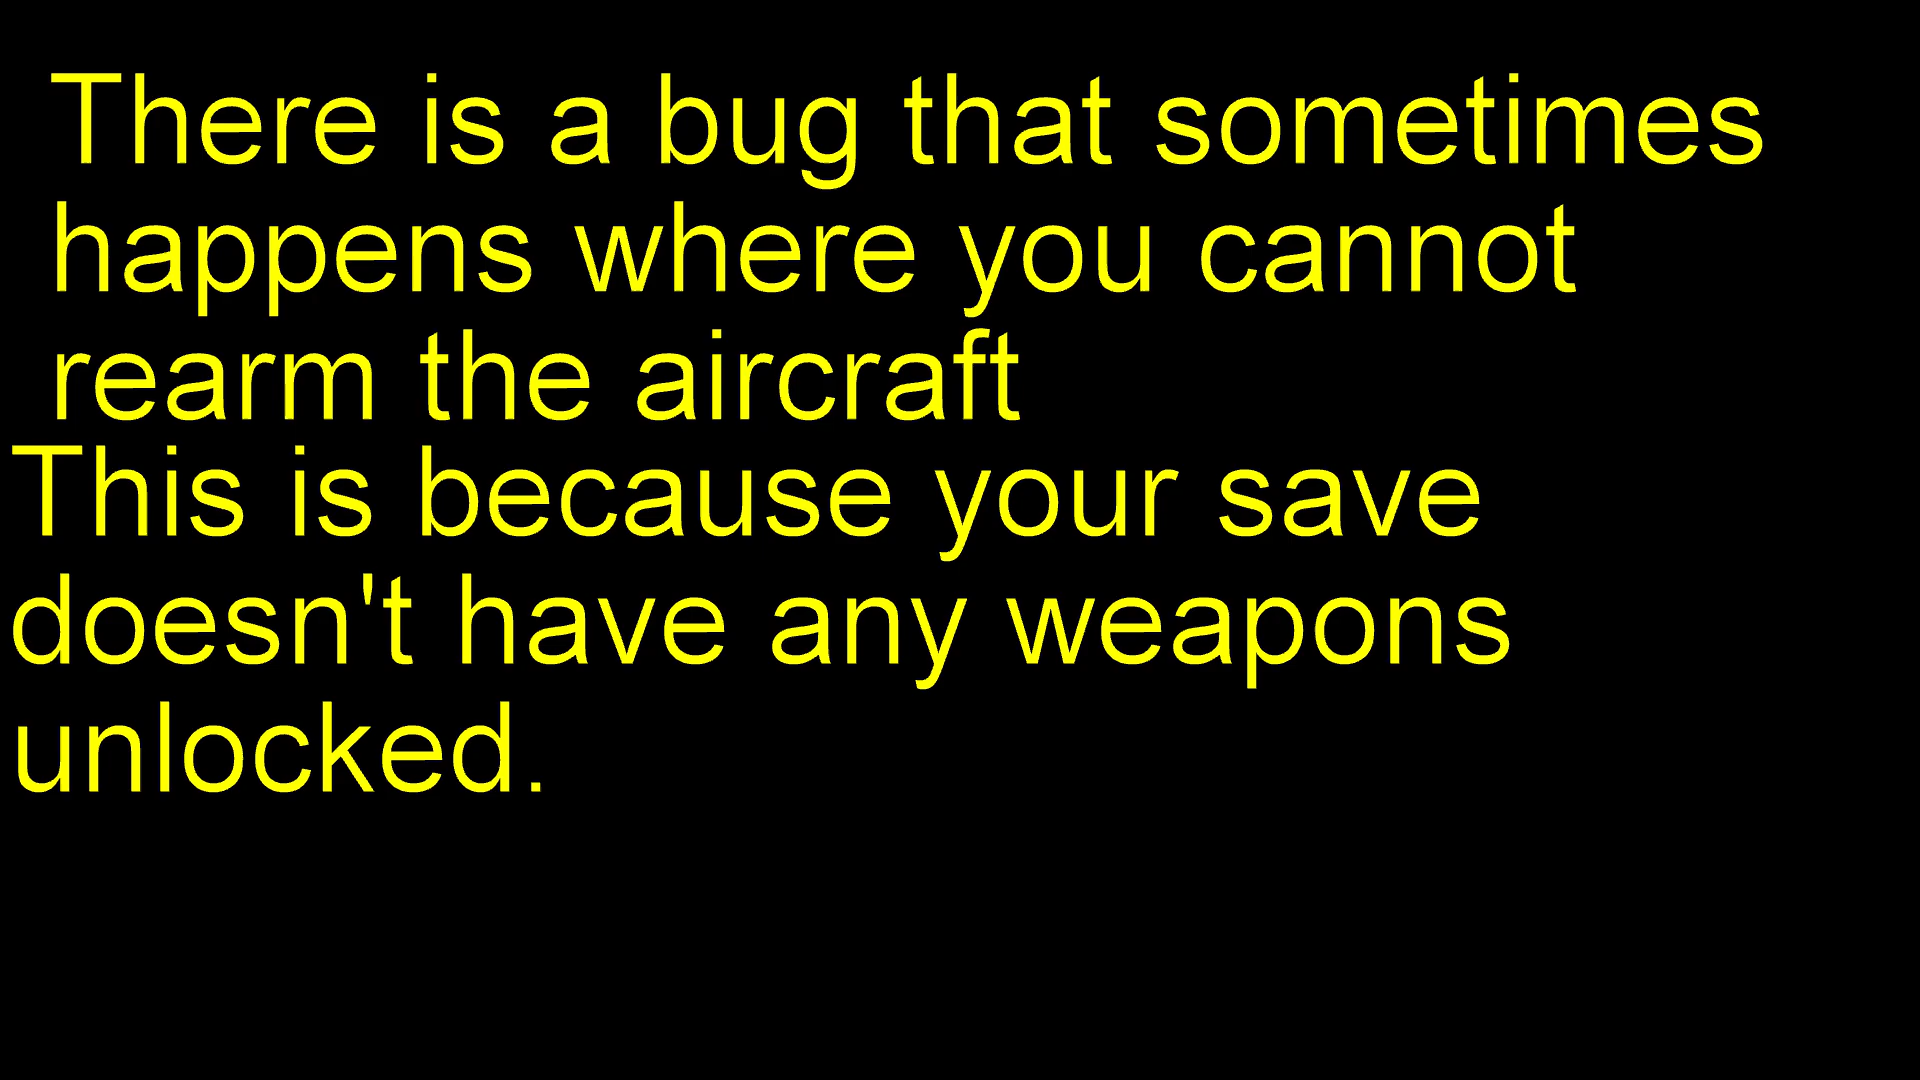 There is a bug that sometimes
happens where you cannot
rearm the aircraft
This is because your save
doesn't have any weapons
unlocked.